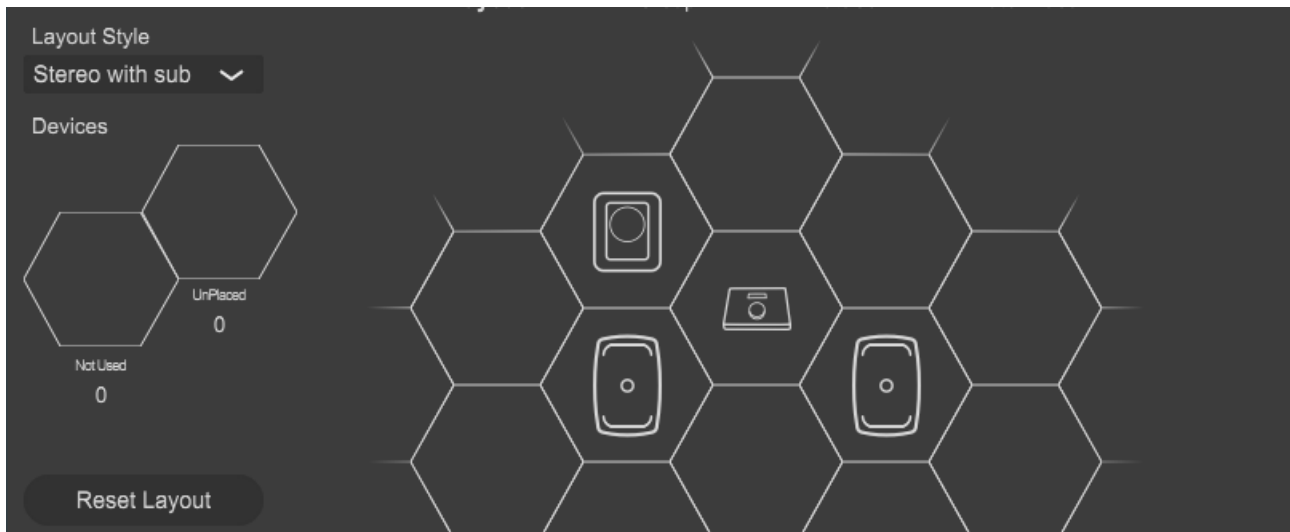 Layout Style
Stereo with sub
Devices
UnPlaced
0
Not Used
0
Reset Layout